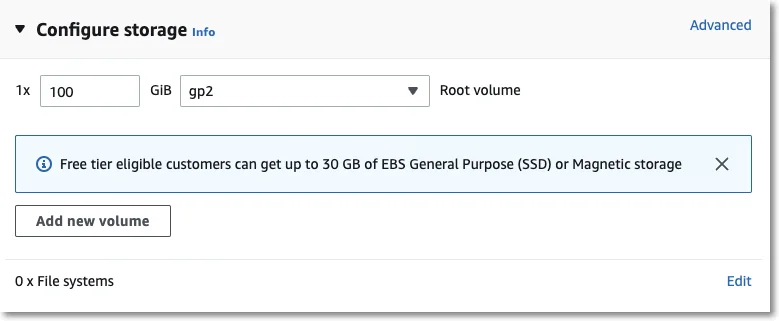 Configure storage Info Advanced
1x 100 GiB gp2 Root volume
Free tier eligible customers can get up to 30 GB of EBS General Purpose (SSD) or Magnetic storage
Add new volume
0 x File systems Edit